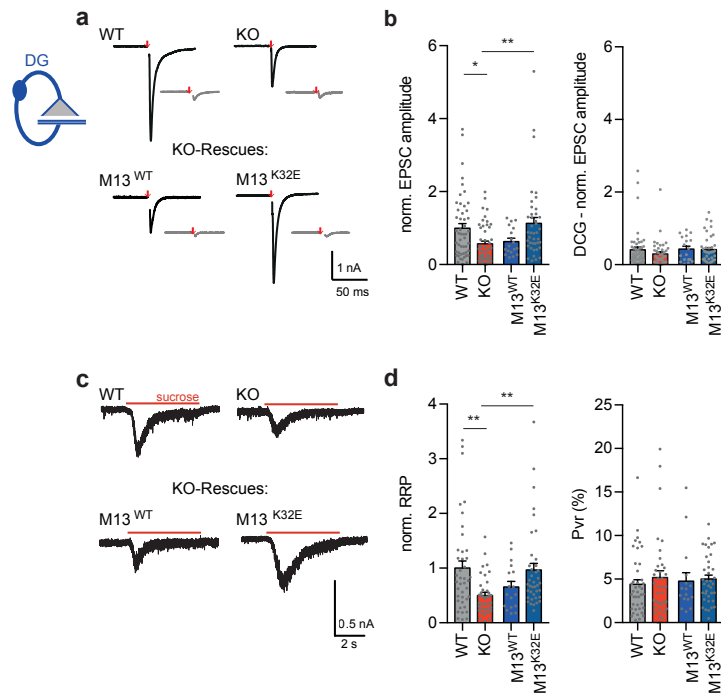 a
DG
WT
KO
KO-Rescues:
M13 WT
M13 K32E
1 nA
50 ms
b
norm. EPSC amplitude
6
4
2
0
*
**
WT
KO
M13WT
M13K32E
DCG - norm. EPSC amplitude
6
4
2
0
WT
KO
M13WT
M13K32E
c
WT
sucrose
KO
KO-Rescues:
M13 WT
M13 K32E
0.5 nA
2 s
d
norm. RRP
4
3
2
1
0
**
**
WT
KO
M13WT
M13K32E
Pvr (%)
25
20
15
10
5
0
WT
KO
M13WT
M13K32E